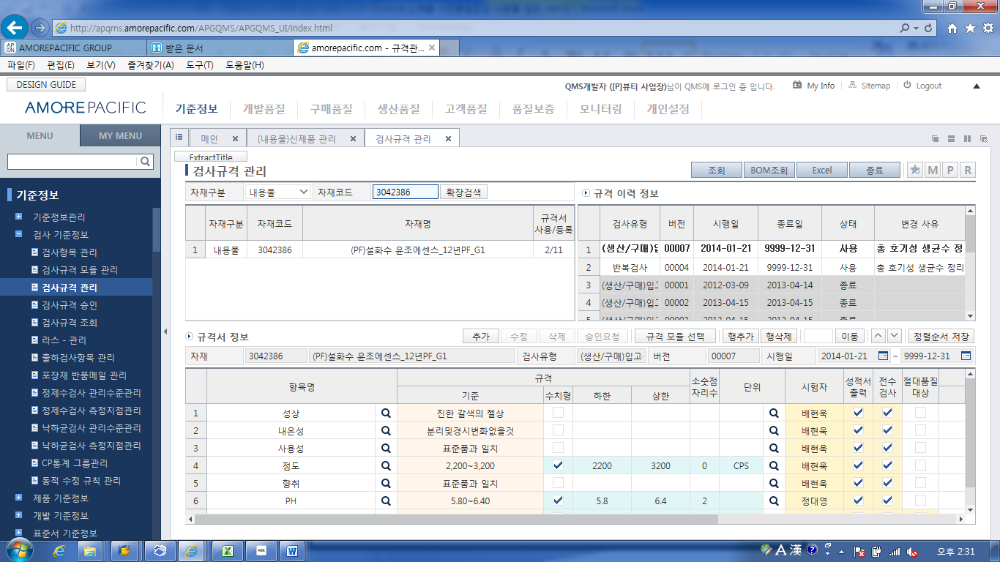 http://apqms.amorepacific.com/APGQMS/APGQMS_UI/index.html
AMOREPACIFIC GROUP 받은 문서 amorepacific.com - 규격관...
파일(F) 편집(E) 보기(V) 즐겨찾기(A) 도구(T) 도움말(H)
DESIGN GUIDE
QMS개발자 ([P]뷰티 사업장)님이 QMS에 로그인 중 입니다. My Info Sitemap Logout
AMOREPACIFIC 기준정보 개발품질 구매품질 생산품질 고객품질 품질보증 모니터링 개인설정
MENU MY MENU
메인 (내용물)신제품 관리 검사규격 관리
ExtractTitle
검사규격 관리 조회 BOM조회 Excel 종료 M P R
자재구분 내용물 자재코드 3042386 확장검색
자재구분 자재코드 자재명 규격서 사용/등록
1 내용물 3042386 (PF)설화수 윤조에센스_12년PF_G1 2/11
규격 이력 정보
검사유형 버전 시행일 종료일 상태 변경 사유
1 (생산/구매)입 00007 2014-01-21 9999-12-31 사용 총 호기성 생균수 정
2 반복검사 00004 2014-01-21 9999-12-31 사용 총 호기성 생균수 정리
3 (생산/구매)입고 00001 2012-03-09 2013-04-14 종료
4 (생산/구매)입고 00002 2013-04-15 2013-04-15 종료
기준정보
기준정보관리
검사 기준정보
검사항목 관리
검사규격 모듈 관리
검사규격 관리
검사규격 승인
검사규격 조회
라스 - 관리
출하검사항목 관리
포장재 반품메일 관리
정제수검사 관리수준관리
정제수검사 측정지점관리
낙하균검사 관리수준관리
낙하균검사 측정지점관리
CP통계 그룹관리
동적 수정 규칙 관리
제품 기준정보
개발 기준정보
표준서 기준정보
규격서 정보 추가 수정 삭제 승인요청 규격 모듈 선택 행추가 행삭제 이동 정렬순서 저장
자재 3042386 (PF)설화수 윤조에센스_12년PF_G1 검사유형 (생산/구매)입고 버전 00007 시행일 2014-01-21 ~ 9999-12-31
항목명 규격 소숫점 자리수 단위 시험자 성적서 출력 전수 검사 절대품질 대상
기준 수치형 하한 상한
1 성상 진한 갈색의 젤상 배현욱
2 내온성 분리및경시변화없을것 배현욱
3 사용성 표준품과 일치 배현욱
4 점도 2,200~3,200 2200 3200 0 CPS 배현욱
5 향취 표준품과 일치 배현욱
6 PH 5.80~6.40 5.8 6.4 2 정대영
A 漢 오후 2:31